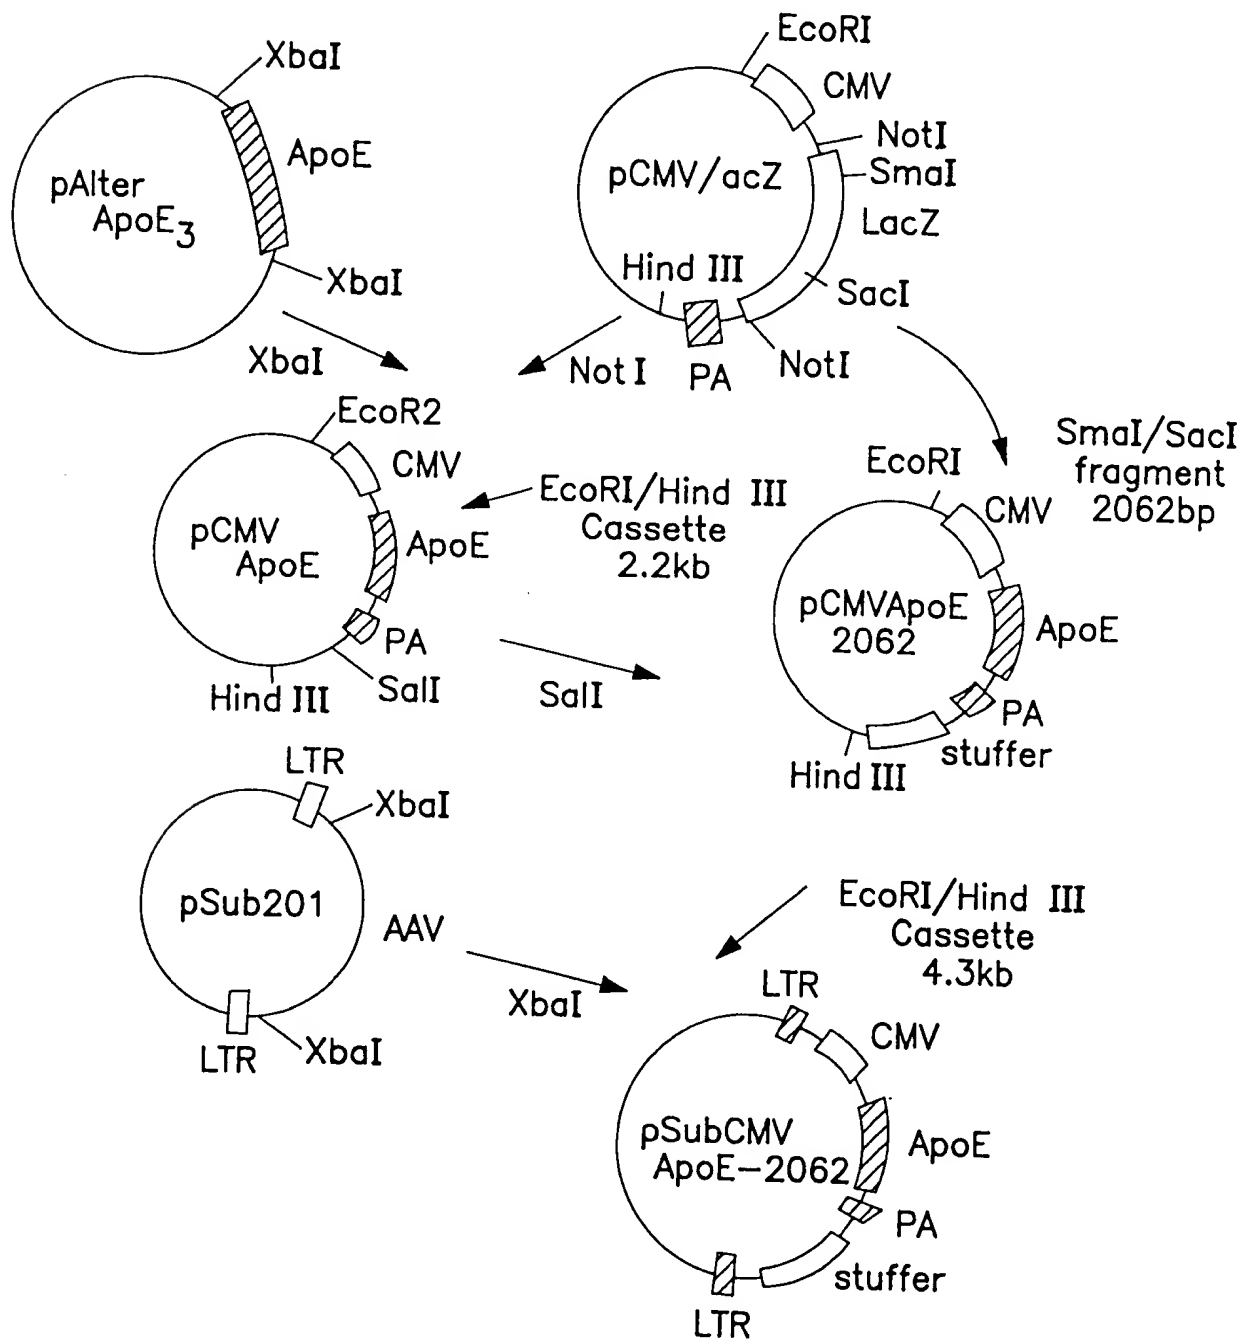 XbaI
ApoE
pAlter
ApoE3
XbaI
XbaI
EcoRI
CMV
NotI
SmaI
pCMV/acZ
LacZ
Hind III
SacI
NotI
PA
Not I
EcoR2
CMV
pCMV
ApoE
ApoE
PA
SalI
Hind III
EcoRI/Hind III
Cassette
2.2kb
SalI
SmaI/SacI
fragment
2062bp
EcoRI
CMV
pCMVApoE
2062
ApoE
PA
stuffer
Hind III
LTR
XbaI
pSub201
AAV
LTR
XbaI
XbaI
EcoRI/Hind III
Cassette
4.3kb
LTR
CMV
pSubCMV
ApoE-2062
ApoE
PA
stuffer
LTR